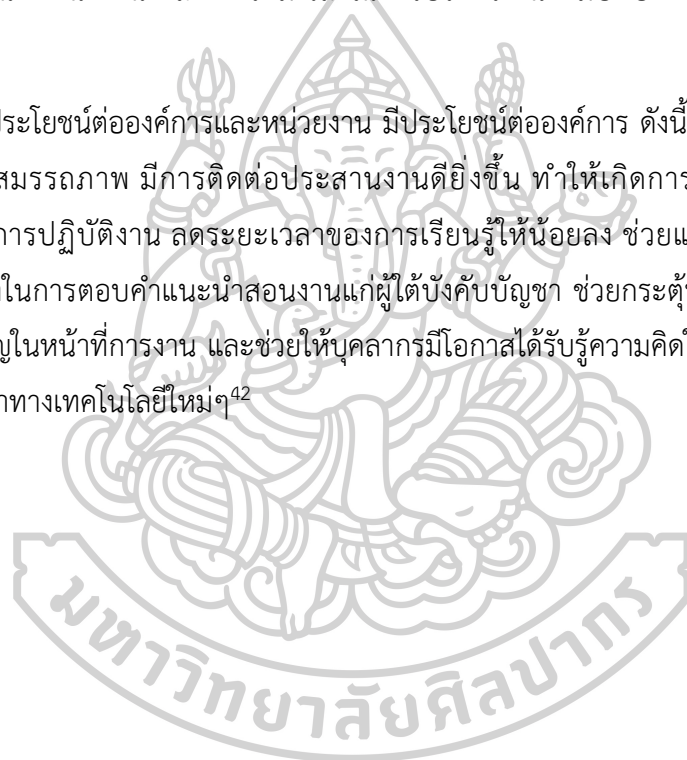 ประโยชน์ต่อองค์การและหน่วยงาน มีประโยชน์ต่อองค์การ ดังนี้
สมรรถภาพ มีการติดต่อประสานงานดียิ่งขึ้น ทำให้เกิดการ
การปฏิบัติงาน ลดระยะเวลาของการเรียนรู้ให้น้อยลง ช่วย
ในการตอบคำแนะนำสอนงานแก่ผู้ใต้บังคับบัญชา
ในหน้าที่การงาน และช่วยให้บุคลากรมีโอกาสได้รับรู้ความคิด
ทางเทคโนโลยีใหม่ๆ42
มหาวิทยาลัยศิลปากร